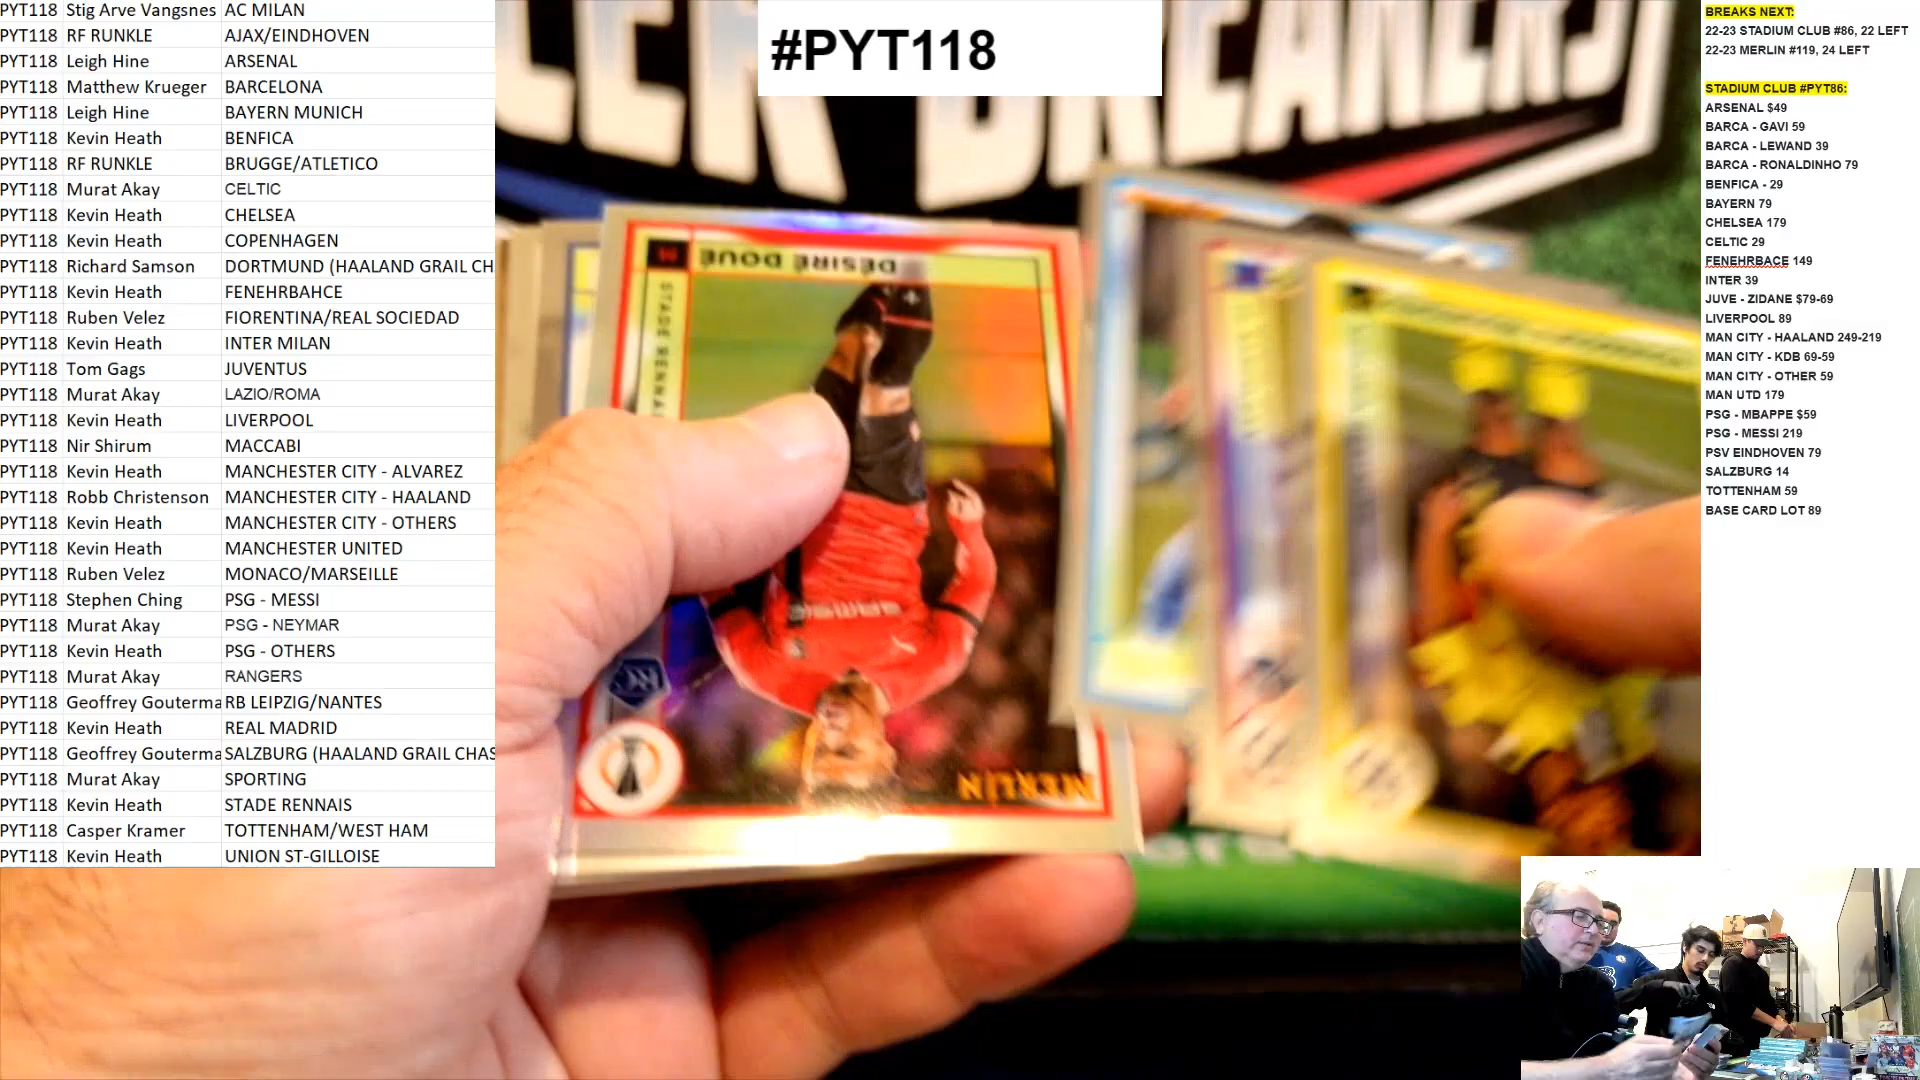 PYT118 Stig Arve Vangsnes AC MILAN
PYT118 RF RUNKLE AJAX/EINDHOVEN
PYT118 Leigh Hine ARSENAL
PYT118 Matthew Krueger BARCELONA
PYT118 Leigh Hine BAYERN MUNICH
PYT118 Kevin Heath BENFICA
PYT118 RF RUNKLE BRUGGE/ATLETICO
PYT118 Murat Akay CELTIC
PYT118 Kevin Heath CHELSEA
PYT118 Kevin Heath COPENHAGEN
PYT118 Richard Samson DORTMUND (HAALAND GRAIL CH
PYT118 Kevin Heath FENEHRBAHCE
PYT118 Ruben Velez FIORENTINA/REAL SOCIEDAD
PYT118 Kevin Heath INTER MILAN
PYT118 Tom Gags JUVENTUS
PYT118 Murat Akay LAZIO/ROMA
PYT118 Kevin Heath LIVERPOOL
PYT118 Nir Shirum MACCABI
PYT118 Kevin Heath MANCHESTER CITY - ALVAREZ
PYT118 Robb Christenson MANCHESTER CITY - HAALAND
PYT118 Kevin Heath MANCHESTER CITY - OTHERS
PYT118 Kevin Heath MANCHESTER UNITED
PYT118 Ruben Velez MONACO/MARSEILLE
PYT118 Stephen Ching PSG - MESSI
PYT118 Murat Akay PSG - NEYMAR
PYT118 Kevin Heath PSG - OTHERS
PYT118 Murat Akay RANGERS
PYT118 Geoffrey Gouterma RB LEIPZIG/NANTES
PYT118 Kevin Heath REAL MADRID
PYT118 Geoffrey Gouterma SALZBURG (HAALAND GRAIL CHAS
PYT118 Murat Akay SPORTING
PYT118 Kevin Heath STADE RENNAIS
PYT118 Casper Kramer TOTTENHAM/WEST HAM
PYT118 Kevin Heath UNION ST-GILLOISE
#PYT118
DÉSIRÉ DOUÉ
STADE RENNAI
MERLIN
BREAKS NEXT:
22-23 STADIUM CLUB #86, 22 LEFT
22-23 MERLIN #119, 24 LEFT
STADIUM CLUB #PYT86:
ARSENAL $49
BARCA - GAVI 59
BARCA - LEWAND 39
BARCA - RONALDINHO 79
BENFICA - 29
BAYERN 79
CHELSEA 179
CELTIC 29
FENEHRBACE 149
INTER 39
JUVE - ZIDANE $79-69
LIVERPOOL 89
MAN CITY - HAALAND 249-219
MAN CITY - KDB 69-59
MAN CITY - OTHER 59
MAN UTD 179
PSG - MBAPPE $59
PSG - MESSI 219
PSV EINDHOVEN 79
SALZBURG 14
TOTTENHAM 59
BASE CARD LOT 89